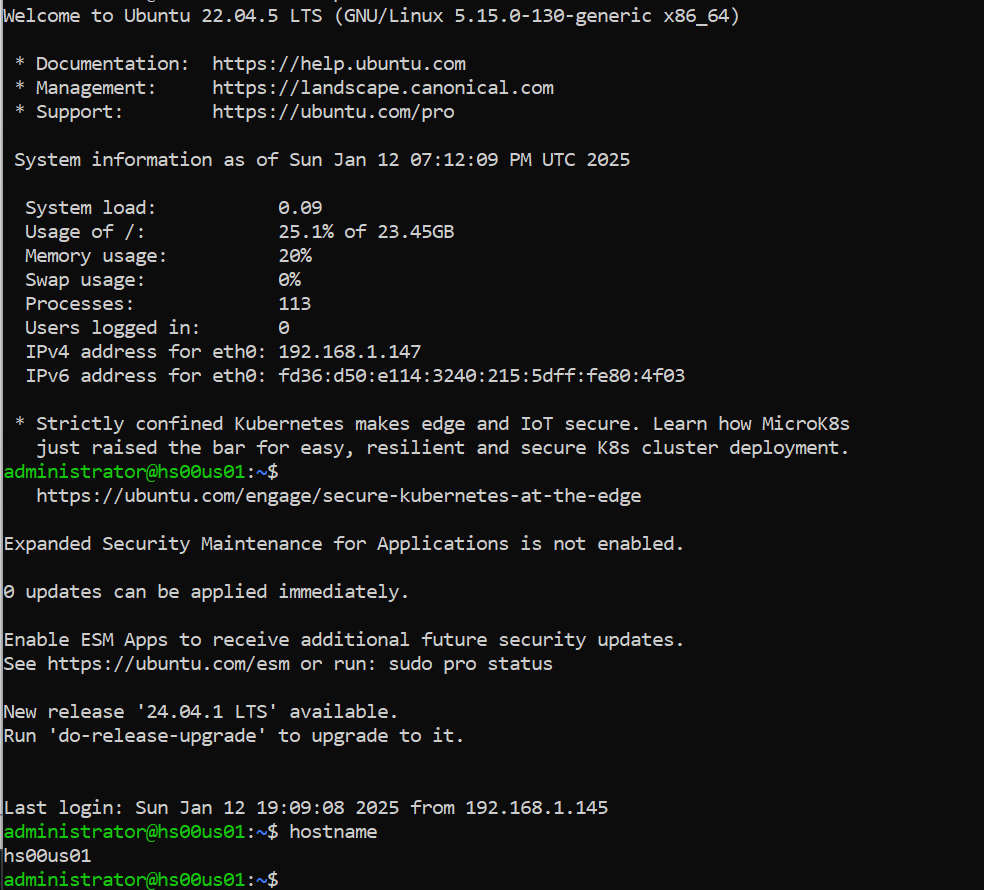 Welcome to Ubuntu 22.04.5 LTS (GNU/Linux 5.15.0-130-generic x86_64)
* Documentation:  https://help.ubuntu.com
* Management:     https://landscape.canonical.com
* Support:        https://ubuntu.com/pro
System information as of Sun Jan 12 07:12:09 PM UTC 2025
System load:           0.09
Usage of /:            25.1% of 23.45GB
Memory usage:          20%
Swap usage:            0%
Processes:             113
Users logged in:       0
IPv4 address for eth0: 192.168.1.147
IPv6 address for eth0: fd36:d50:e114:3240:215:5dff:fe80:4f03
* Strictly confined Kubernetes makes edge and IoT secure. Learn how MicroK8s
just raised the bar for easy, resilient and secure K8s cluster deployment.
administrator@hs00us01:~$
https://ubuntu.com/engage/secure-kubernetes-at-the-edge
Expanded Security Maintenance for Applications is not enabled.
0 updates can be applied immediately.
Enable ESM Apps to receive additional future security updates.
See https://ubuntu.com/esm or run: sudo pro status
New release '24.04.1 LTS' available.
Run 'do-release-upgrade' to upgrade to it.
Last login: Sun Jan 12 19:09:08 2025 from 192.168.1.145
administrator@hs00us01:~$ hostname
hs00us01
administrator@hs00us01:~$